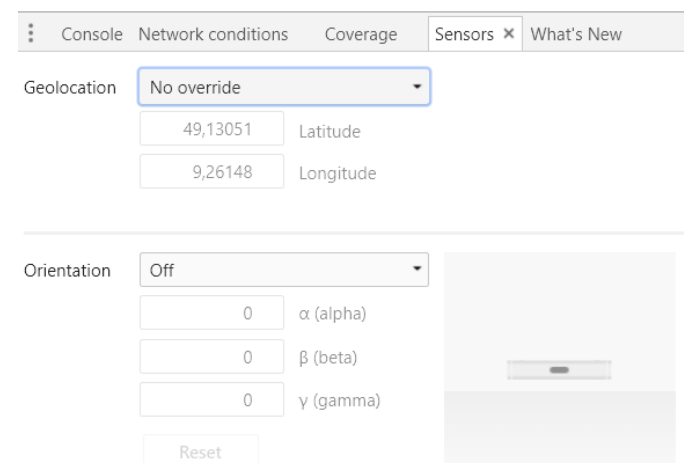 Console Network conditions Coverage Sensors × What's New
Geolocation No override
49,13051 Latitude
9,26148 Longitude
Orientation Off
0 α (alpha)
0 β (beta)
0 γ (gamma)
Reset